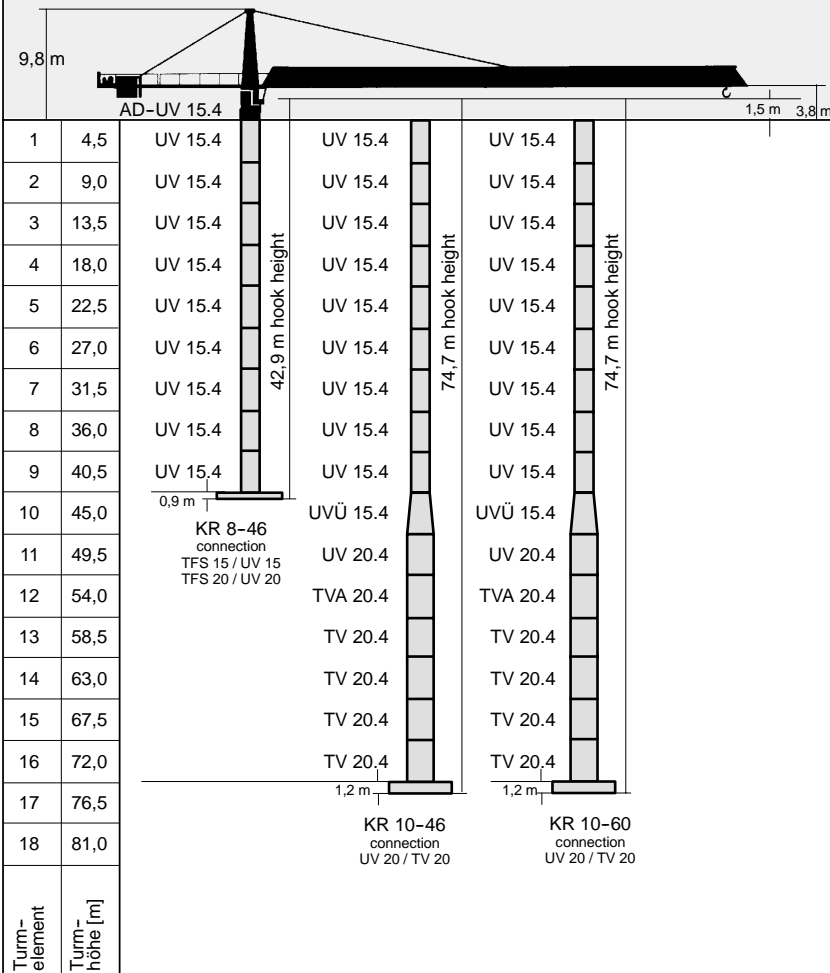 9,8 m
AD-UV 15.4
1,5 m 3,8 m
1 4,5 UV 15.4 UV 15.4 UV 15.4
2 9,0 UV 15.4 UV 15.4 UV 15.4
3 13,5 UV 15.4 UV 15.4 UV 15.4
4 18,0 UV 15.4 UV 15.4 UV 15.4
5 22,5 UV 15.4 UV 15.4 UV 15.4
6 27,0 UV 15.4 UV 15.4 UV 15.4
7 31,5 UV 15.4 UV 15.4 UV 15.4
8 36,0 UV 15.4 UV 15.4 UV 15.4
9 40,5 UV 15.4 UV 15.4 UV 15.4
42,9 m hook height
74,7 m hook height
74,7 m hook height
0,9 m
10 45,0 UVÜ 15.4 UVÜ 15.4
KR 8-46
connection
TFS 15 / UV 15
TFS 20 / UV 20
11 49,5 UV 20.4 UV 20.4
12 54,0 TVA 20.4 TVA 20.4
13 58,5 TV 20.4 TV 20.4
14 63,0 TV 20.4 TV 20.4
15 67,5 TV 20.4 TV 20.4
16 72,0 TV 20.4 TV 20.4
1,2 m 1,2 m
17 76,5
18 81,0
KR 10-46
connection
UV 20 / TV 20
KR 10-60
connection
UV 20 / TV 20
Turm-
element
Turm-
höhe [m]